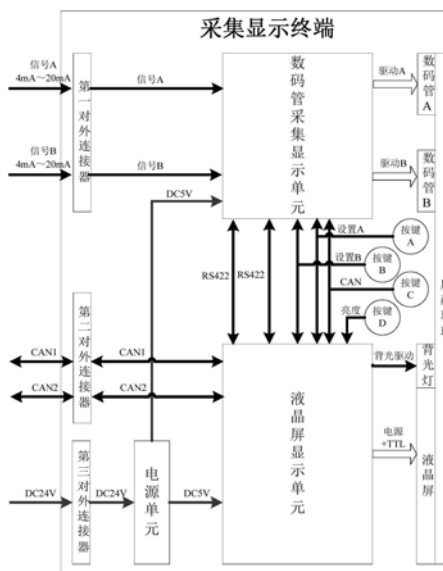 采集显示终端
信号A
4mA～20mA
信号B
4mA～20mA
第一对外连接器
信号A
信号B
DC5V
数码管采集显示单元
驱动A
数码管A
驱动B
数码管B
RS422
RS422
设置A
按键A
设置B
按键B
CAN
按键C
亮度
按键D
CAN1
CAN2
第二对外连接器
CAN1
CAN2
液晶屏显示单元
背光驱动
背光灯
电源
+TTL
液晶屏
DC24V
第三对外连接器
DC24V
电源单元
DC5V